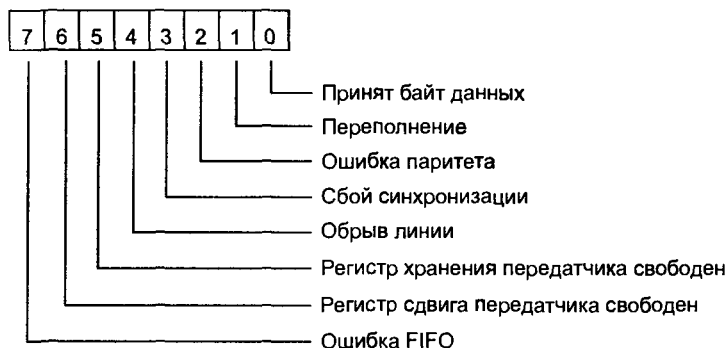 7 6 5 4 3 2 1 0
Принят байт данных
Переполнение
Ошибка паритета
Сбой синхронизации
Обрыв линии
Регистр хранения передатчика свободен
Регистр сдвига передатчика свободен
Ошибка FIFO